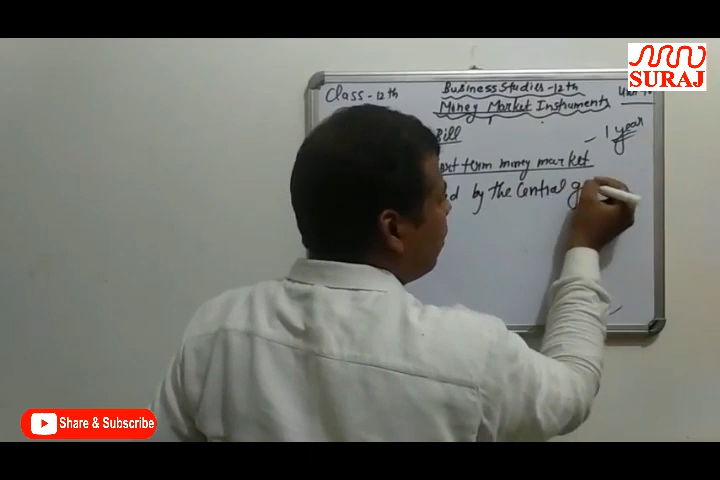 SURAJ
Class-12th
Business Studies-12th
Money Market Instruments
Bill
1 year
term money market
by the Central g
Share & Subscribe